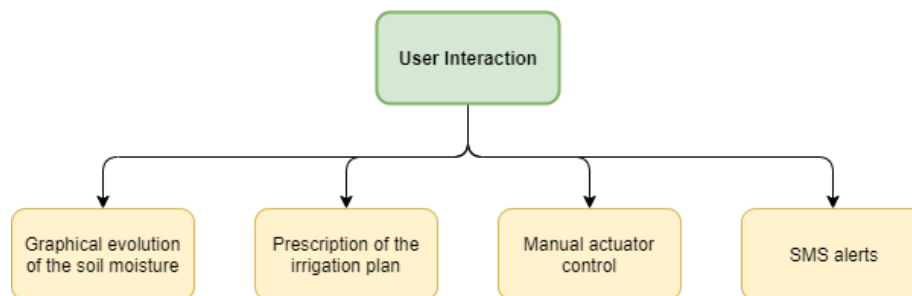 User Interaction
Graphical evolution
of the soil moisture
Prescription of the
irrigation plan
Manual actuator
control
SMS alerts